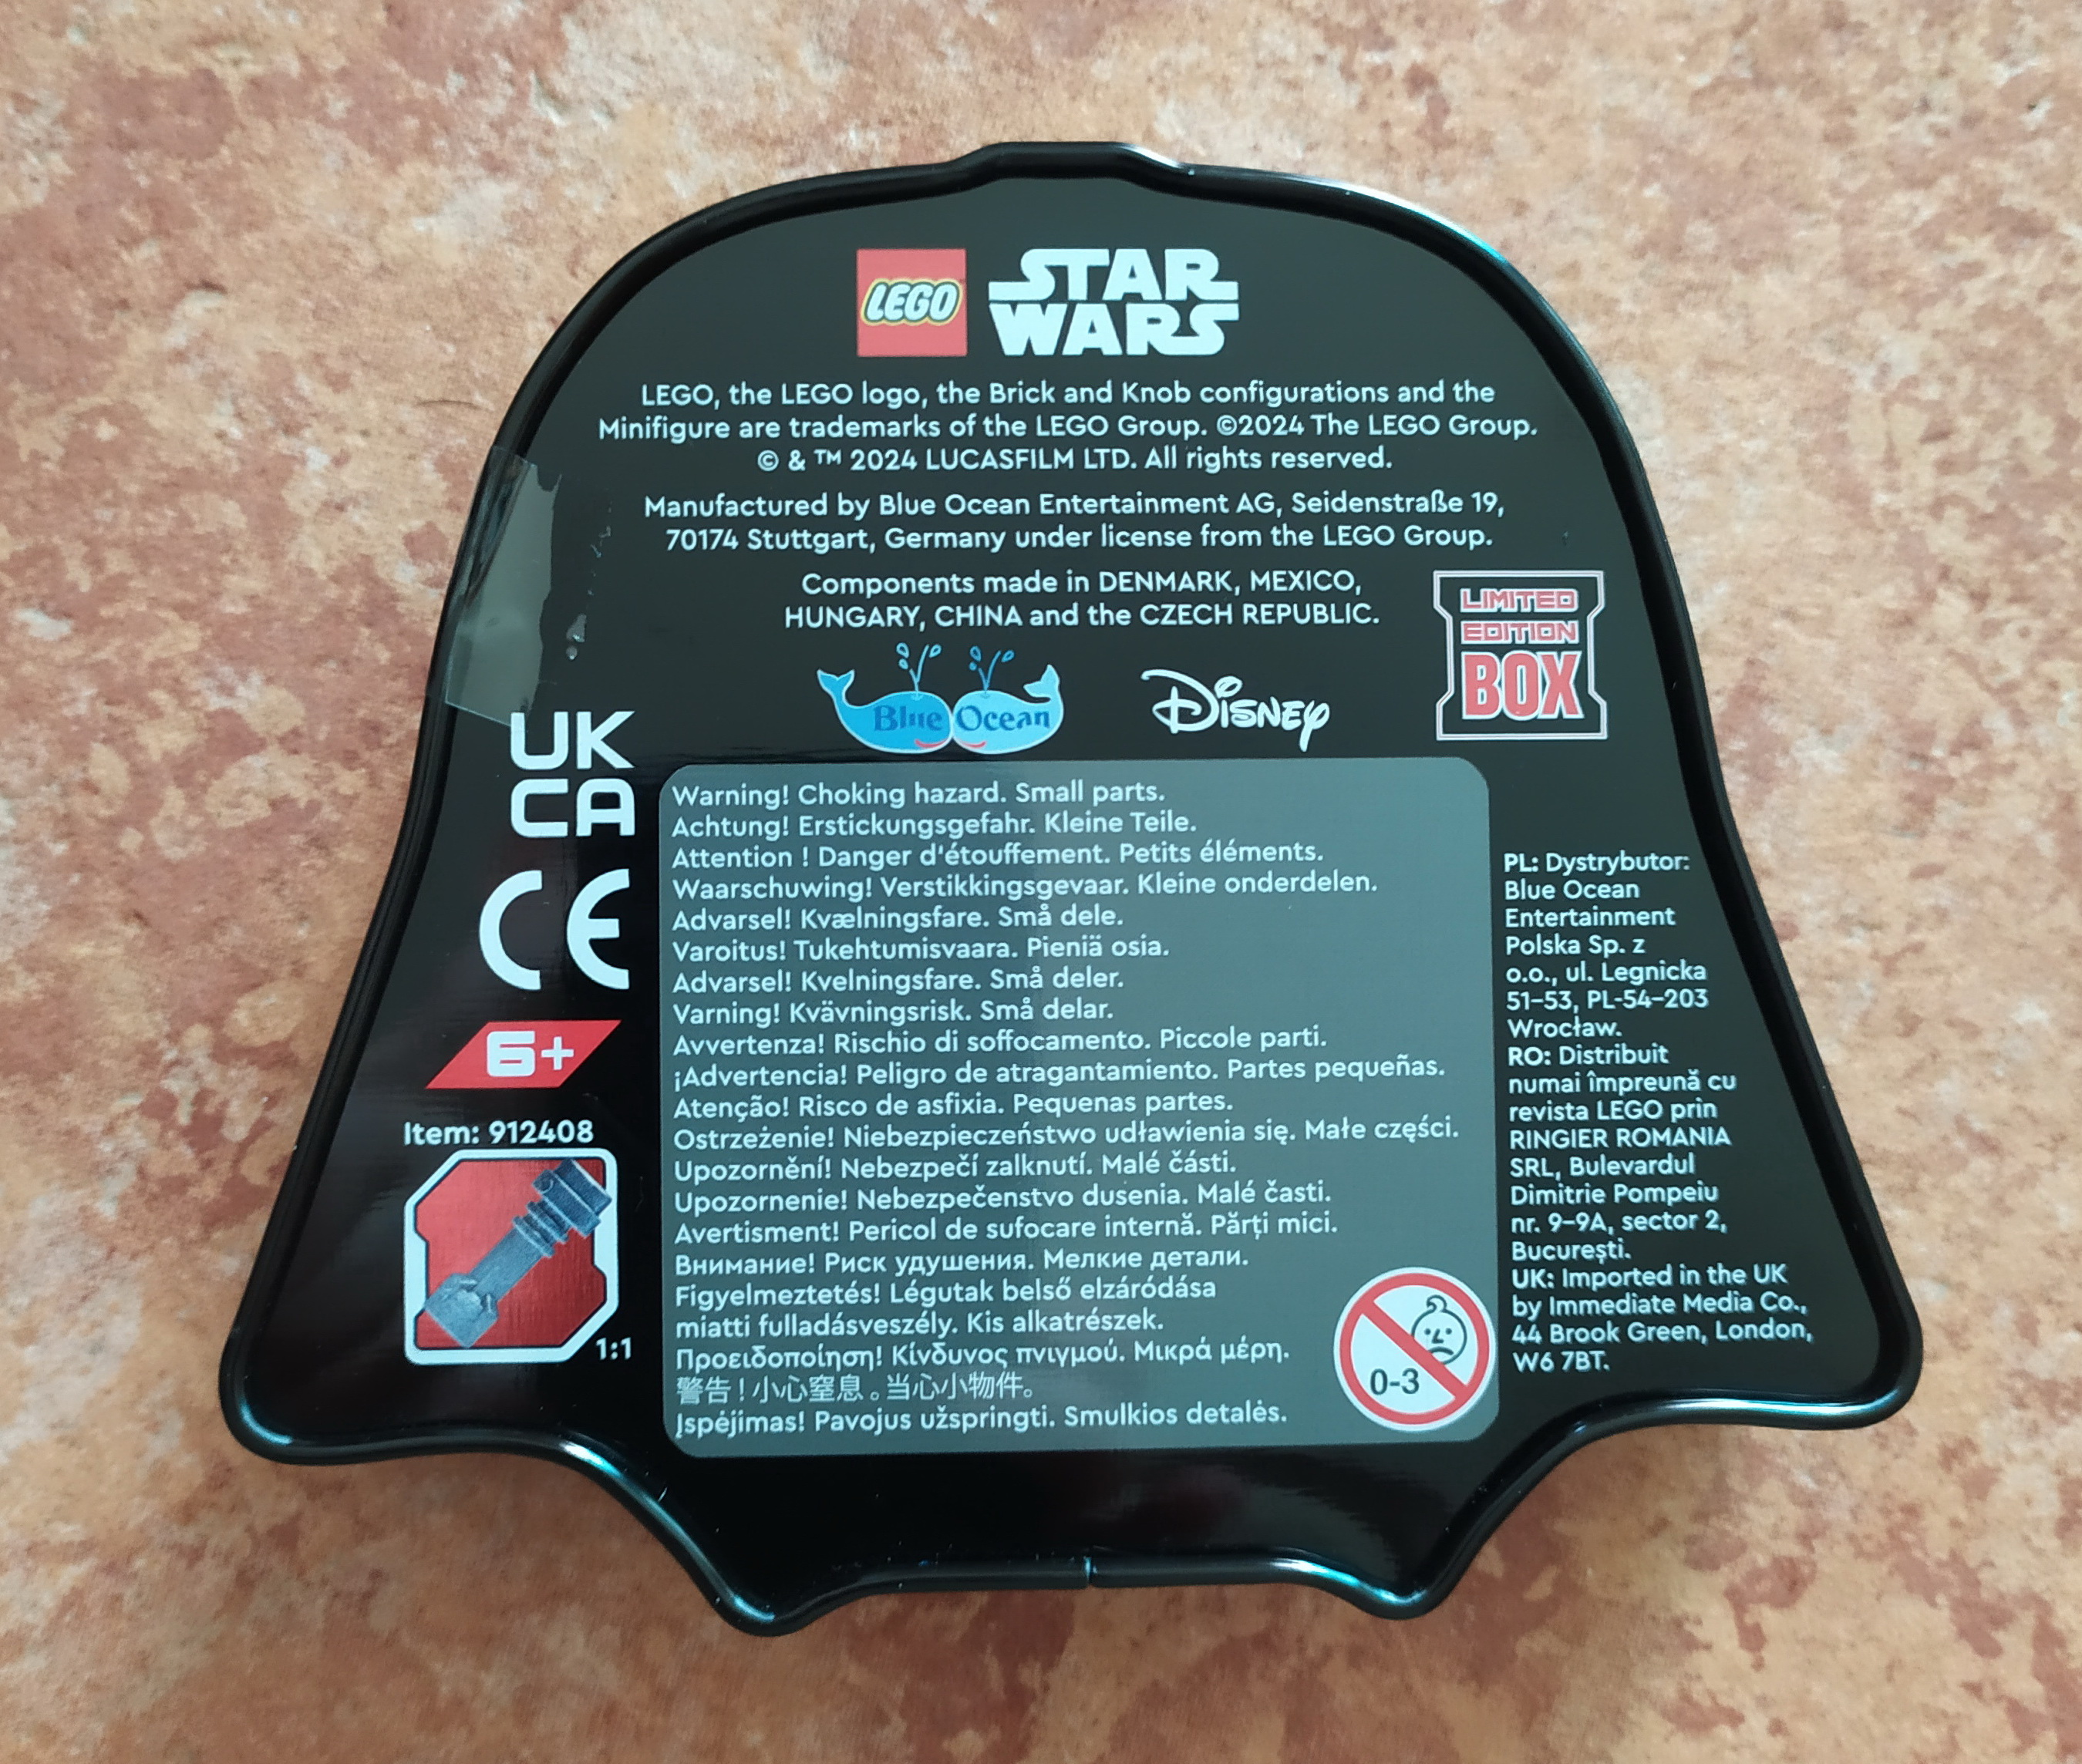 LEGO
STAR
WARS
LEGO, the LEGO logo, the Brick and Knob configurations and the
Minifigure are trademarks of the LEGO Group. ©2024 The LEGO Group.
© & ™ 2024 LUCASFILM LTD. All rights reserved.
Manufactured by Blue Ocean Entertainment AG, Seidenstraße 19,
70174 Stuttgart, Germany under license from the LEGO Group.
Components made in DENMARK, MEXICO,
HUNGARY, CHINA and the CZECH REPUBLIC.
Blue Ocean
Disney
LIMITED
EDITION
BOX
UK
CA
CE
6+
Item: 912408
1:1
Warning! Choking hazard. Small parts.
Achtung! Erstickungsgefahr. Kleine Teile.
Attention ! Danger d'étouffement. Petits éléments.
Waarschuwing! Verstikkingsgevaar. Kleine onderdelen.
Advarsel! Kvælningsfare. Små dele.
Varoitus! Tukehtumisvaara. Pieniä osia.
Advarsel! Kvelningsfare. Små deler.
Varning! Kvävningsrisk. Små delar.
Avvertenza! Rischio di soffocamento. Piccole parti.
¡Advertencia! Peligro de atragantamiento. Partes pequeñas.
Atenção! Risco de asfixia. Pequenas partes.
Ostrzeżenie! Niebezpieczeństwo udławienia się. Małe części.
Upozornění! Nebezpečí zalknutí. Malé části.
Upozornenie! Nebezpečenstvo dusenia. Malé časti.
Avertisment! Pericol de sufocare internă. Părți mici.
Внимание! Риск удушения. Мелкие детали.
Figyelmeztetés! Légutak belső elzáródása
miatti fulladásveszély. Kis alkatrészek.
Προειδοποίηση! Κίνδυνος πνιγμού. Μικρά μέρη.
警告！小心窒息。当心小物件。
Įspėjimas! Pavojus užspringti. Smulkios detalės.
0-3
PL: Dystrybutor:
Blue Ocean
Entertainment
Polska Sp. z
o.o., ul. Legnicka
51-53, PL-54-203
Wrocław.
RO: Distribuit
numai împreună cu
revista LEGO prin
RINGIER ROMANIA
SRL, Bulevardul
Dimitrie Pompeiu
nr. 9-9A, sector 2,
București.
UK: Imported in the UK
by Immediate Media Co.,
44 Brook Green, London,
W6 7BT.